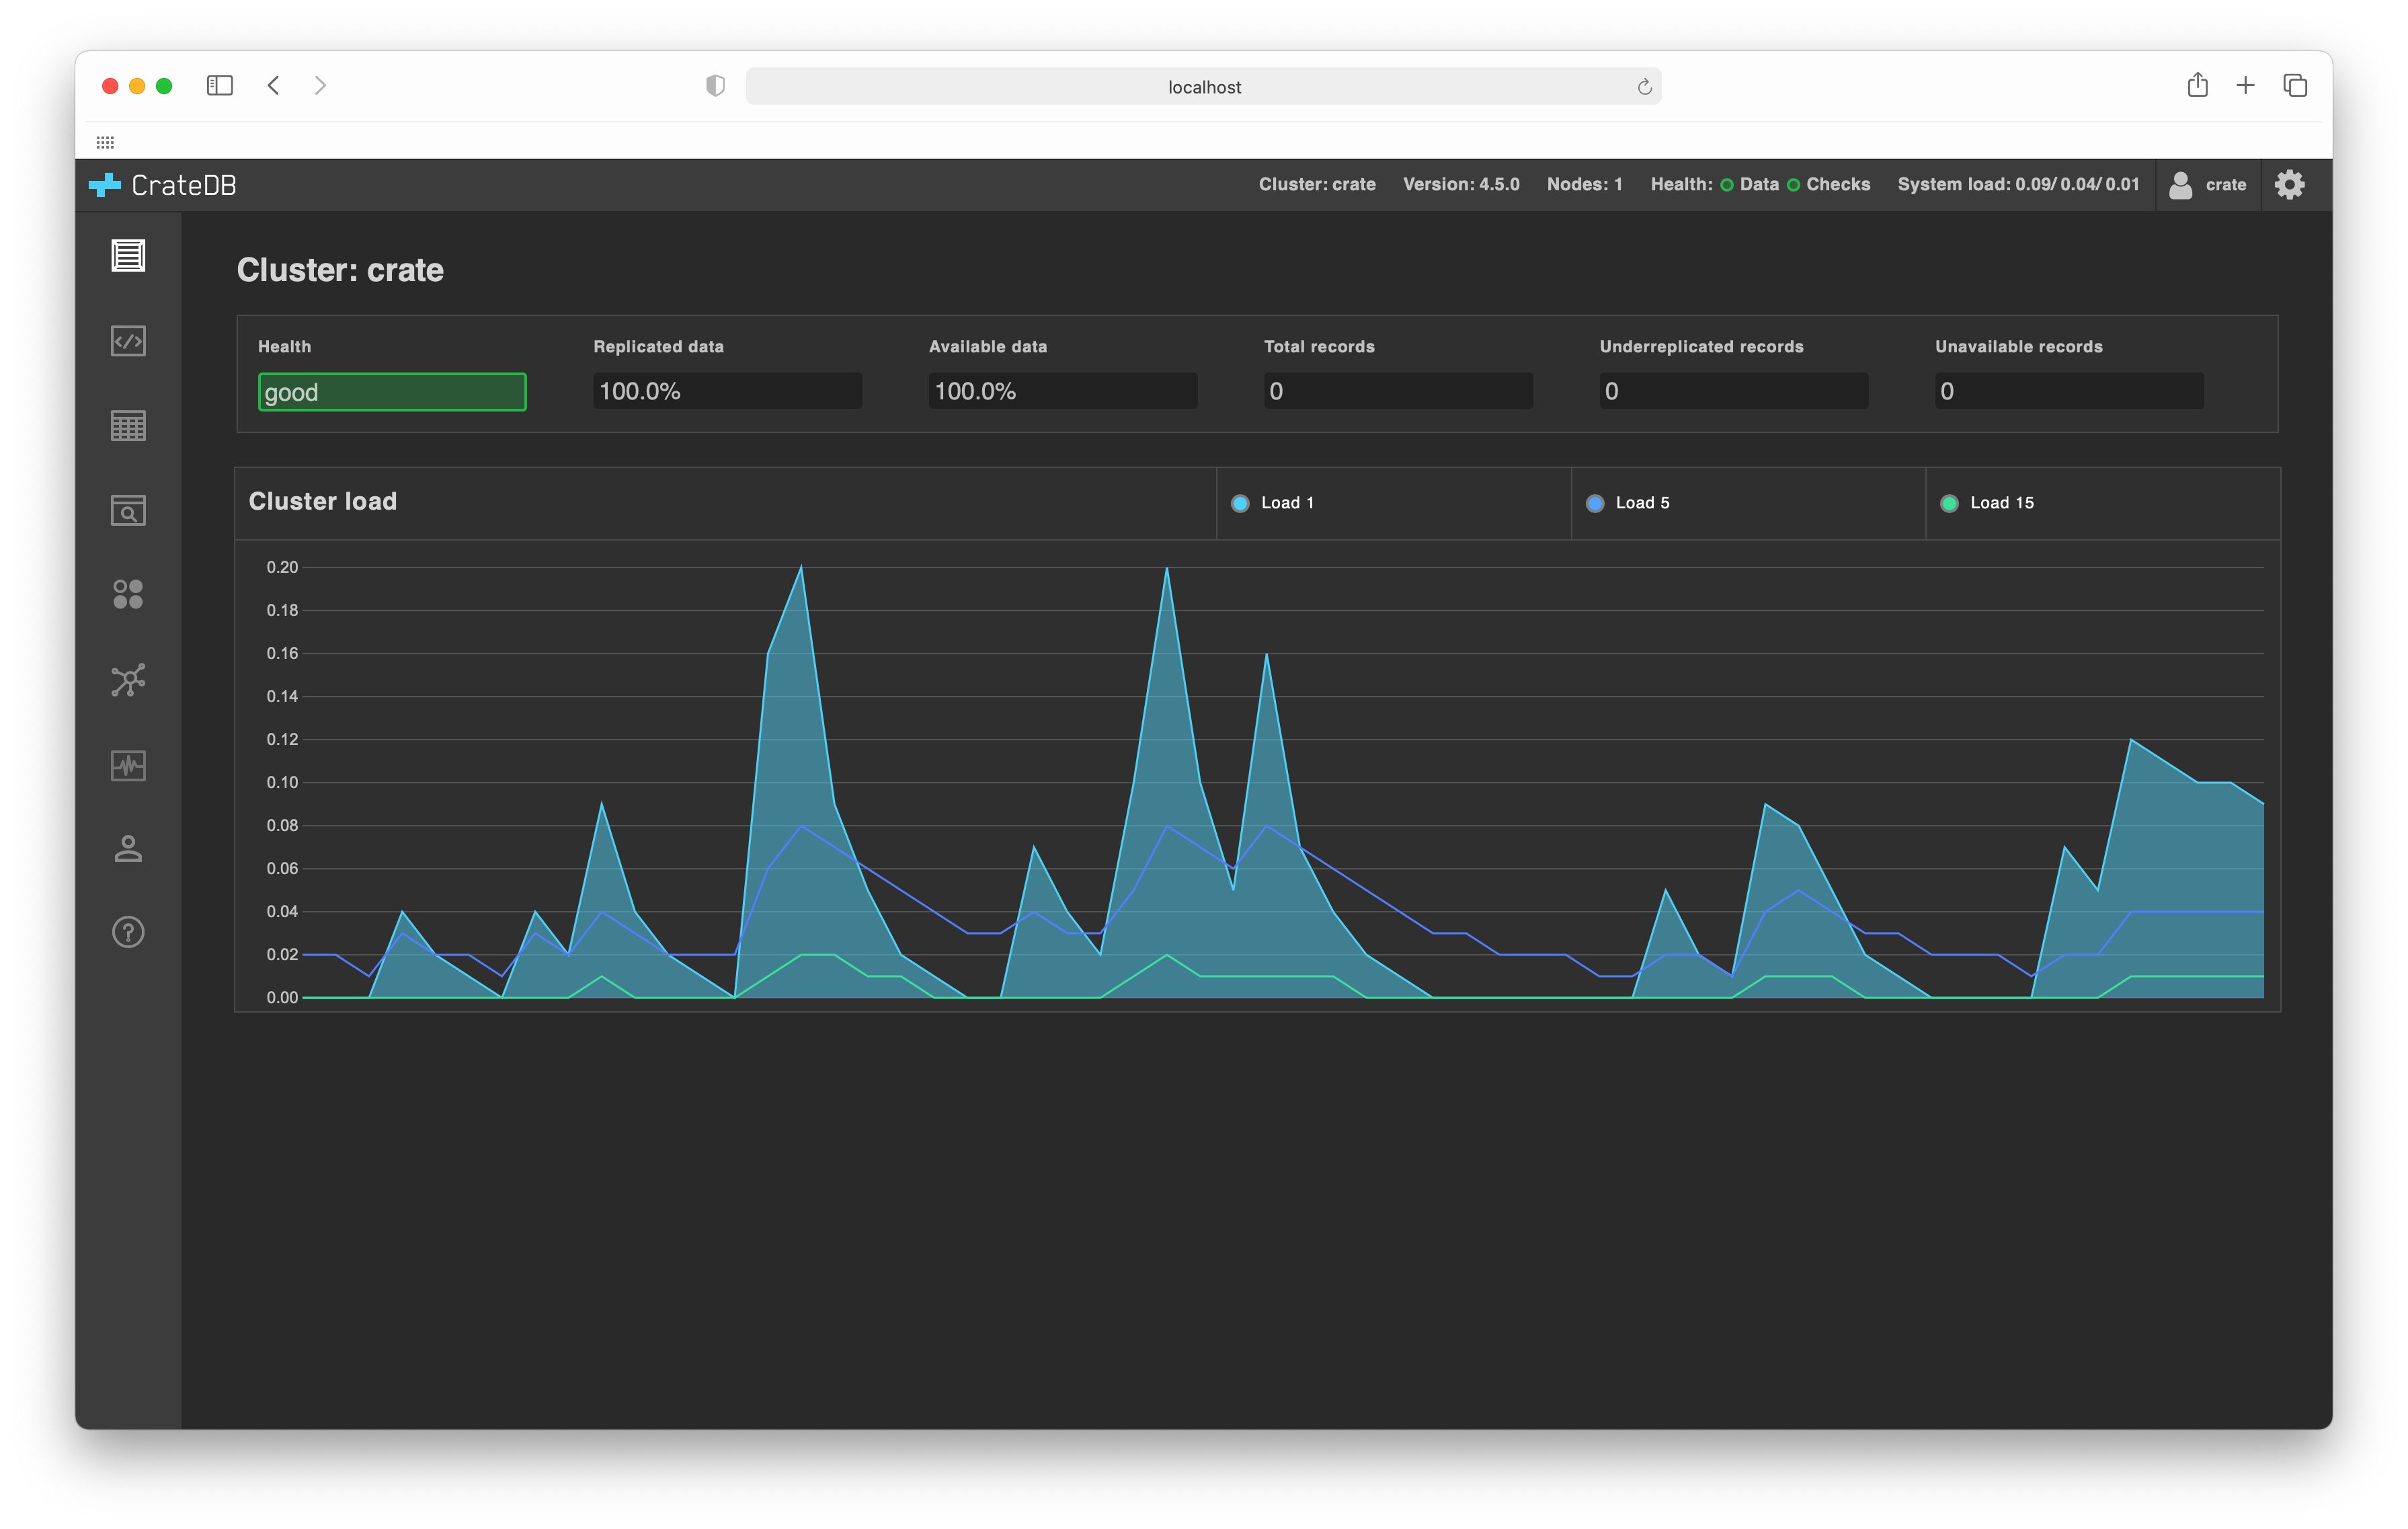 localhost
CrateDB
Cluster: crate Version: 4.5.0 Nodes: 1 Health: Data Checks System load: 0.09/ 0.04/ 0.01 crate
Cluster: crate
Health Replicated data Available data Total records Underreplicated records Unavailable records
good 100.0% 100.0% 0 0 0
Cluster load Load 1 Load 5 Load 15
0.20
0.18
0.16
0.14
0.12
0.10
0.08
0.06
0.04
0.02
0.00